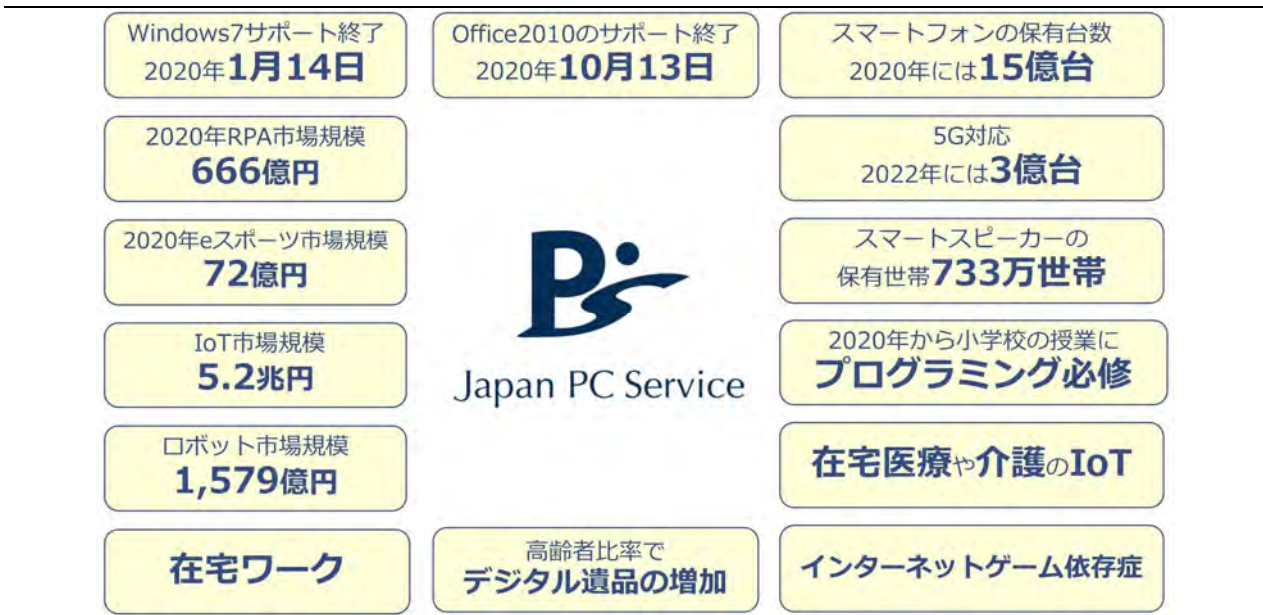 Windows7サポート終了
2020年1月14日
Office2010のサポート終了
2020年10月13日
スマートフォンの保有台数
2020年には15億台
2020年RPA市場規模
666億円
5G対応
2022年には3億台
2020年eスポーツ市場規模
72億円
スマートスピーカーの
保有世帯733万世帯
IoT市場規模
5.2兆円
Japan PC Service
2020年から小学校の授業に
プログラミング必修
ロボット市場規模
1,579億円
在宅医療や介護のIoT
在宅ワーク
高齢者比率で
デジタル遺品の増加
インターネットゲーム依存症